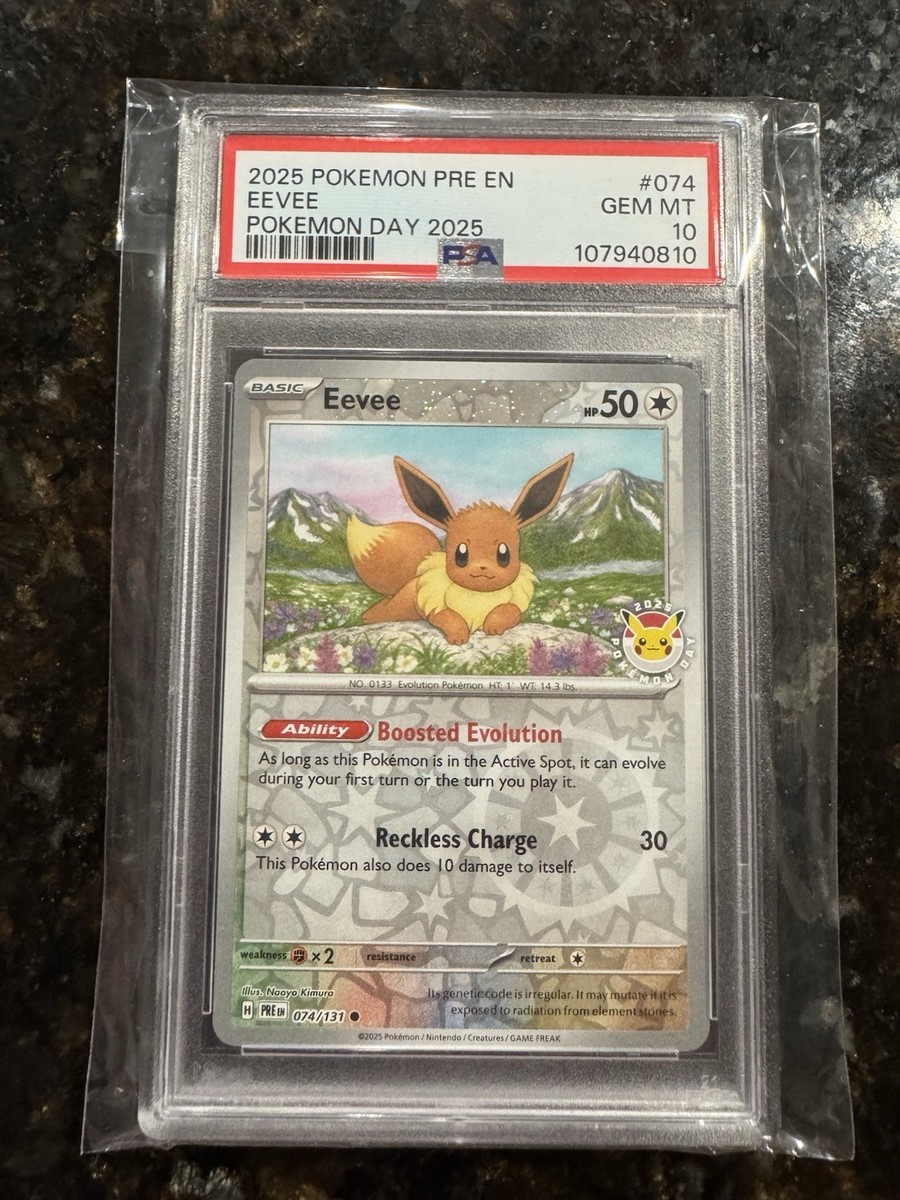 2025 POKEMON PRE EN #074
EEVEE GEM MT
POKEMON DAY 2025 10
PSA 107940810
BASIC Eevee HP 50
2025 POKÉMON DAY
NO. 0133 Evolution Pokémon HT: 1' WT: 14.3 lbs.
Ability Boosted Evolution
As long as this Pokémon is in the Active Spot, it can evolve
during your first turn or the turn you play it.
Reckless Charge 30
This Pokémon also does 10 damage to itself.
weakness ×2 resistance retreat
Illus. Naoyo Kimura
Its genetic code is irregular. It may mutate if it is
H PRE EN 074/131
exposed to radiation from element stones.
©2025 Pokémon / Nintendo / Creatures / GAME FREAK